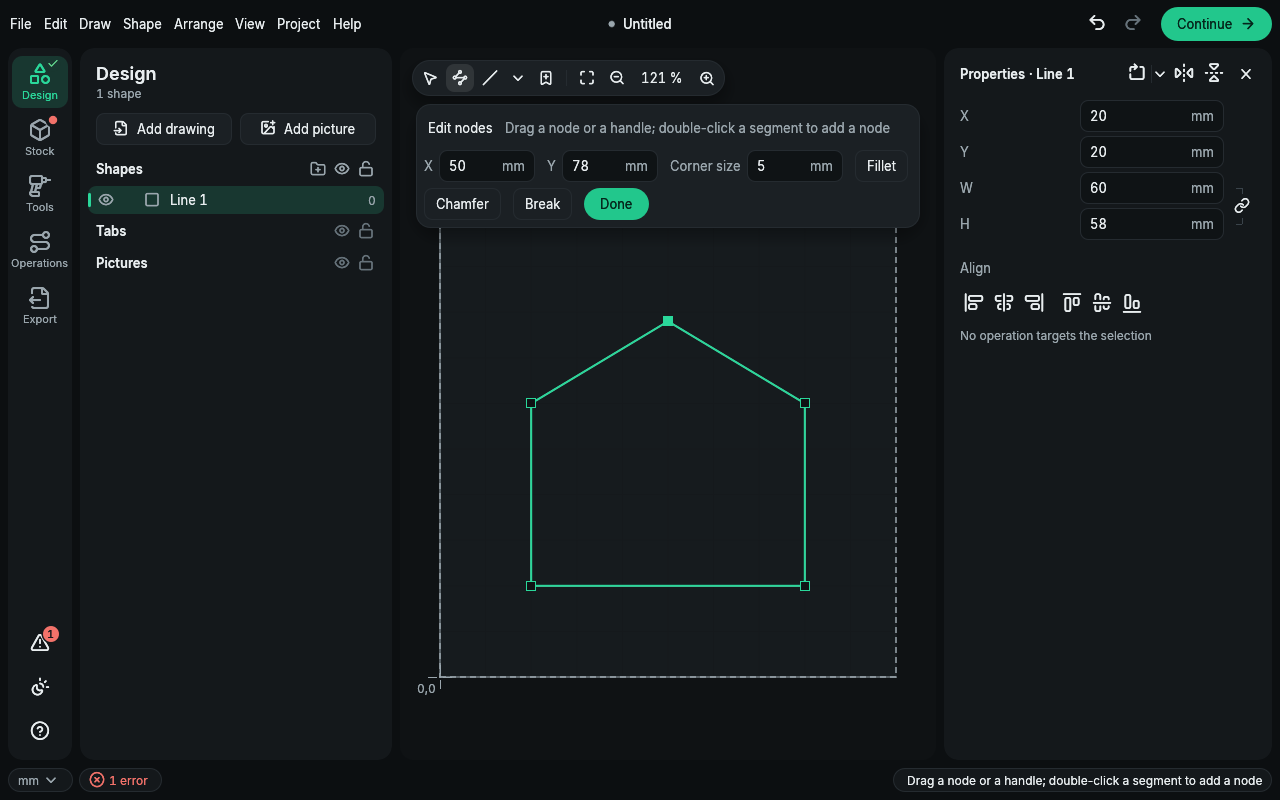 File Edit Draw Shape Arrange View Project Help
Untitled
Continue
Design
Stock
Tools
Operations
Export
1
Design
1 shape
Add drawing
Add picture
Shapes
Line 1 0
Tabs
Pictures
121 %
Edit nodes Drag a node or a handle; double-click a segment to add a node
X 50 mm Y 78 mm Corner size 5 mm Fillet
Chamfer Break Done
0,0
Properties · Line 1
X 20 mm
Y 20 mm
W 60 mm
H 58 mm
Align
No operation targets the selection
mm
1 error
Drag a node or a handle; double-click a segment to add a node